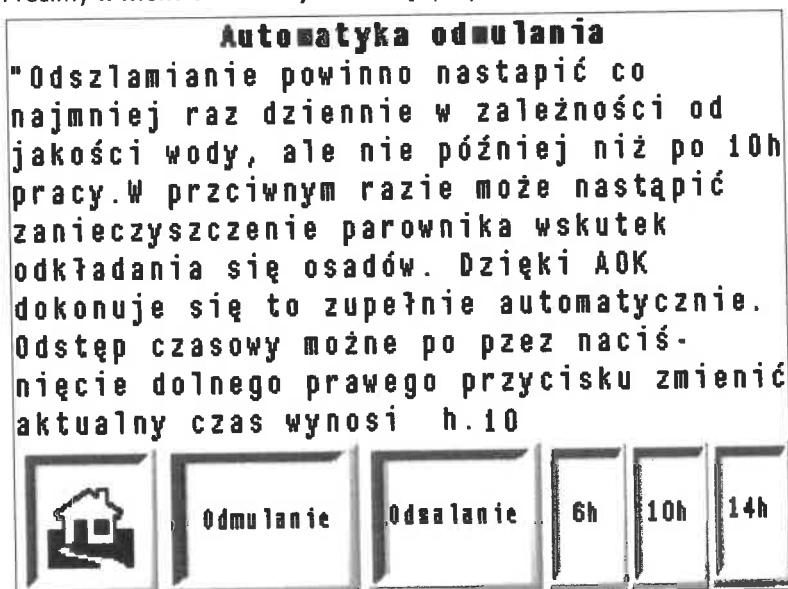 Automatyka odmulania
"Odszlamianie powinno nastapić co
najmniej raz dziennie w zależności od
jakości wody, ale nie później niż po 10h
pracy.W przciwnym razie może nastąpić
zanieczyszczenie parownika wskutek
odkładania się osadów. Dzięki AOK
dokonuje się to zupełnie automatycznie.
Odstęp czasowy możne po pzez naciś-
nięcie dolnego prawego przycisku zmienić
aktualny czas wynosi h.10
Odmulanie Odsalanie 6h 10h 14h